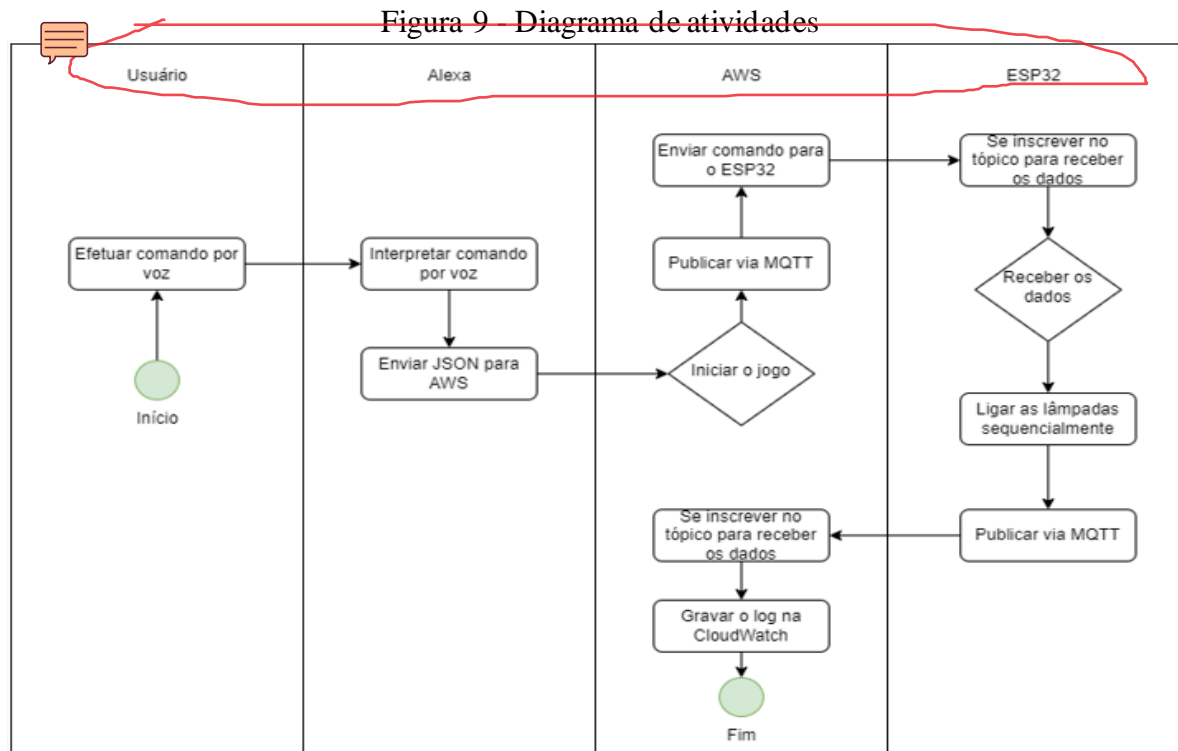 Figura 9 - Diagrama de atividades
Usuário
Alexa
AWS
ESP32
Efetuar comando por
voz
Início
Interpretar comando
por voz
Enviar JSON para
AWS
Iniciar o jogo
Publicar via MQTT
Enviar comando para
o ESP32
Se inscrever no
tópico para receber
os dados
Receber os
dados
Ligar as lâmpadas
sequencialmente
Publicar via MQTT
Se inscrever no
tópico para receber
os dados
Gravar o log na
CloudWatch
Fim